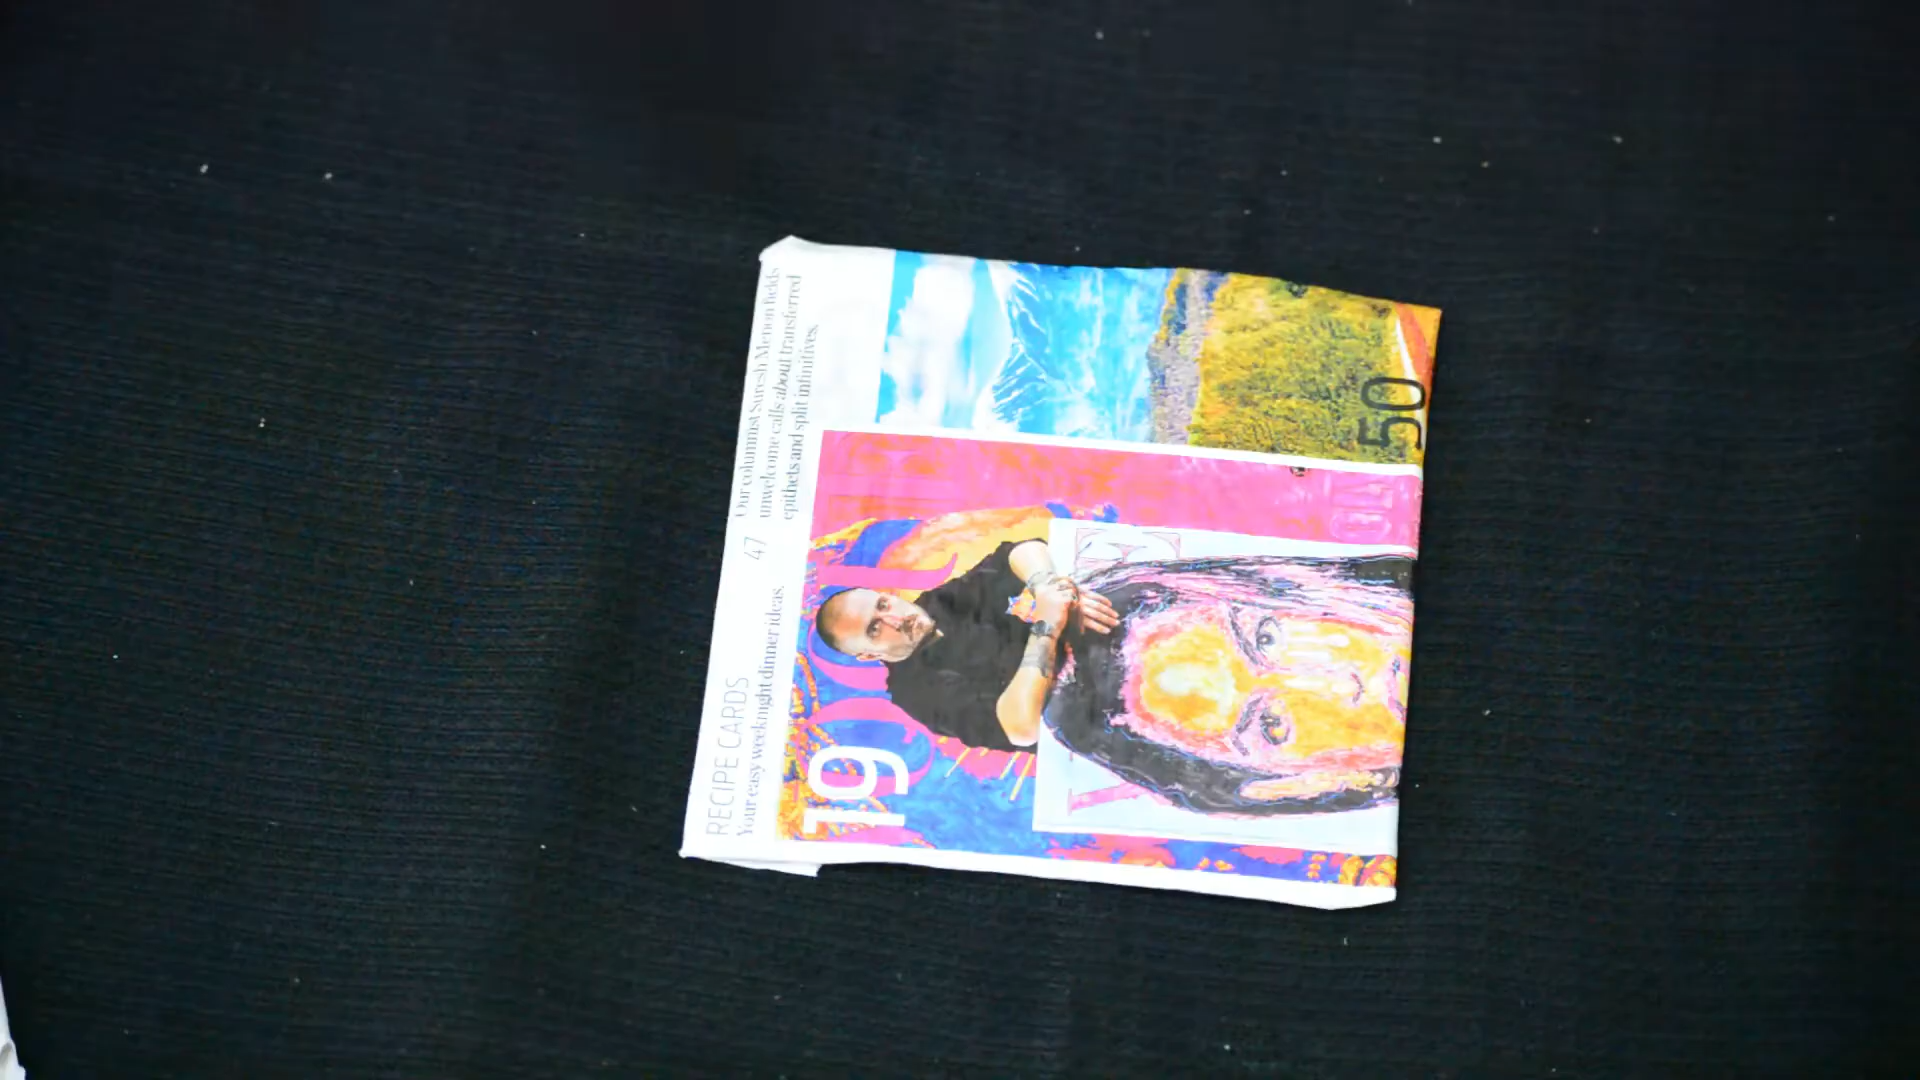 RECIPE CARDS
Your easy weeknight dinner ideas.
47
Our columnist Suresh Menon fields
unwelcome calls about transferred
epithets and split infinitives.
19
50